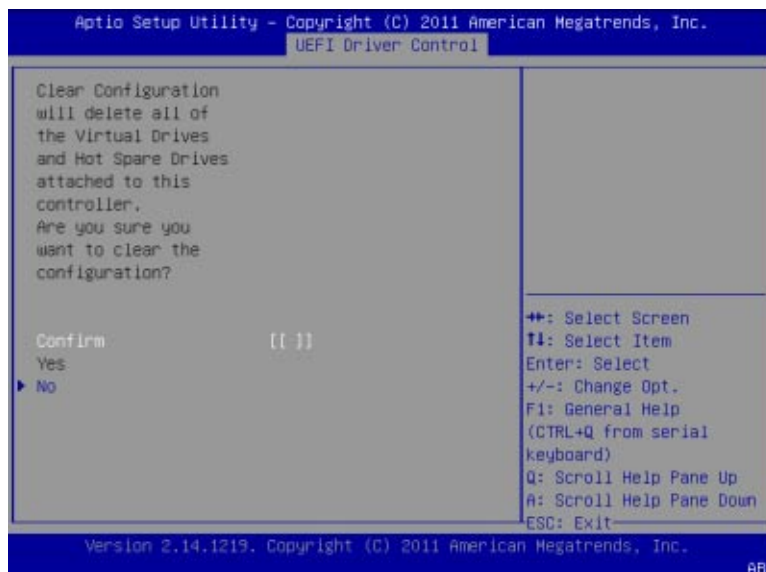 Aptio Setup Utility – Copyright (C) 2011 American Megatrends, Inc.
UEFI Driver Control
Clear Configuration
will delete all of
the Virtual Drives
and Hot Spare Drives
attached to this
controller.
Are you sure you
want to clear the
configuration?
Confirm [[ ]]
Yes
No
→←: Select Screen
↑↓: Select Item
Enter: Select
+/-: Change Opt.
F1: General Help
(CTRL+Q from serial
keyboard)
Q: Scroll Help Pane Up
A: Scroll Help Pane Down
ESC: Exit
Version 2.14.1219. Copyright (C) 2011 American Megatrends, Inc.
AB